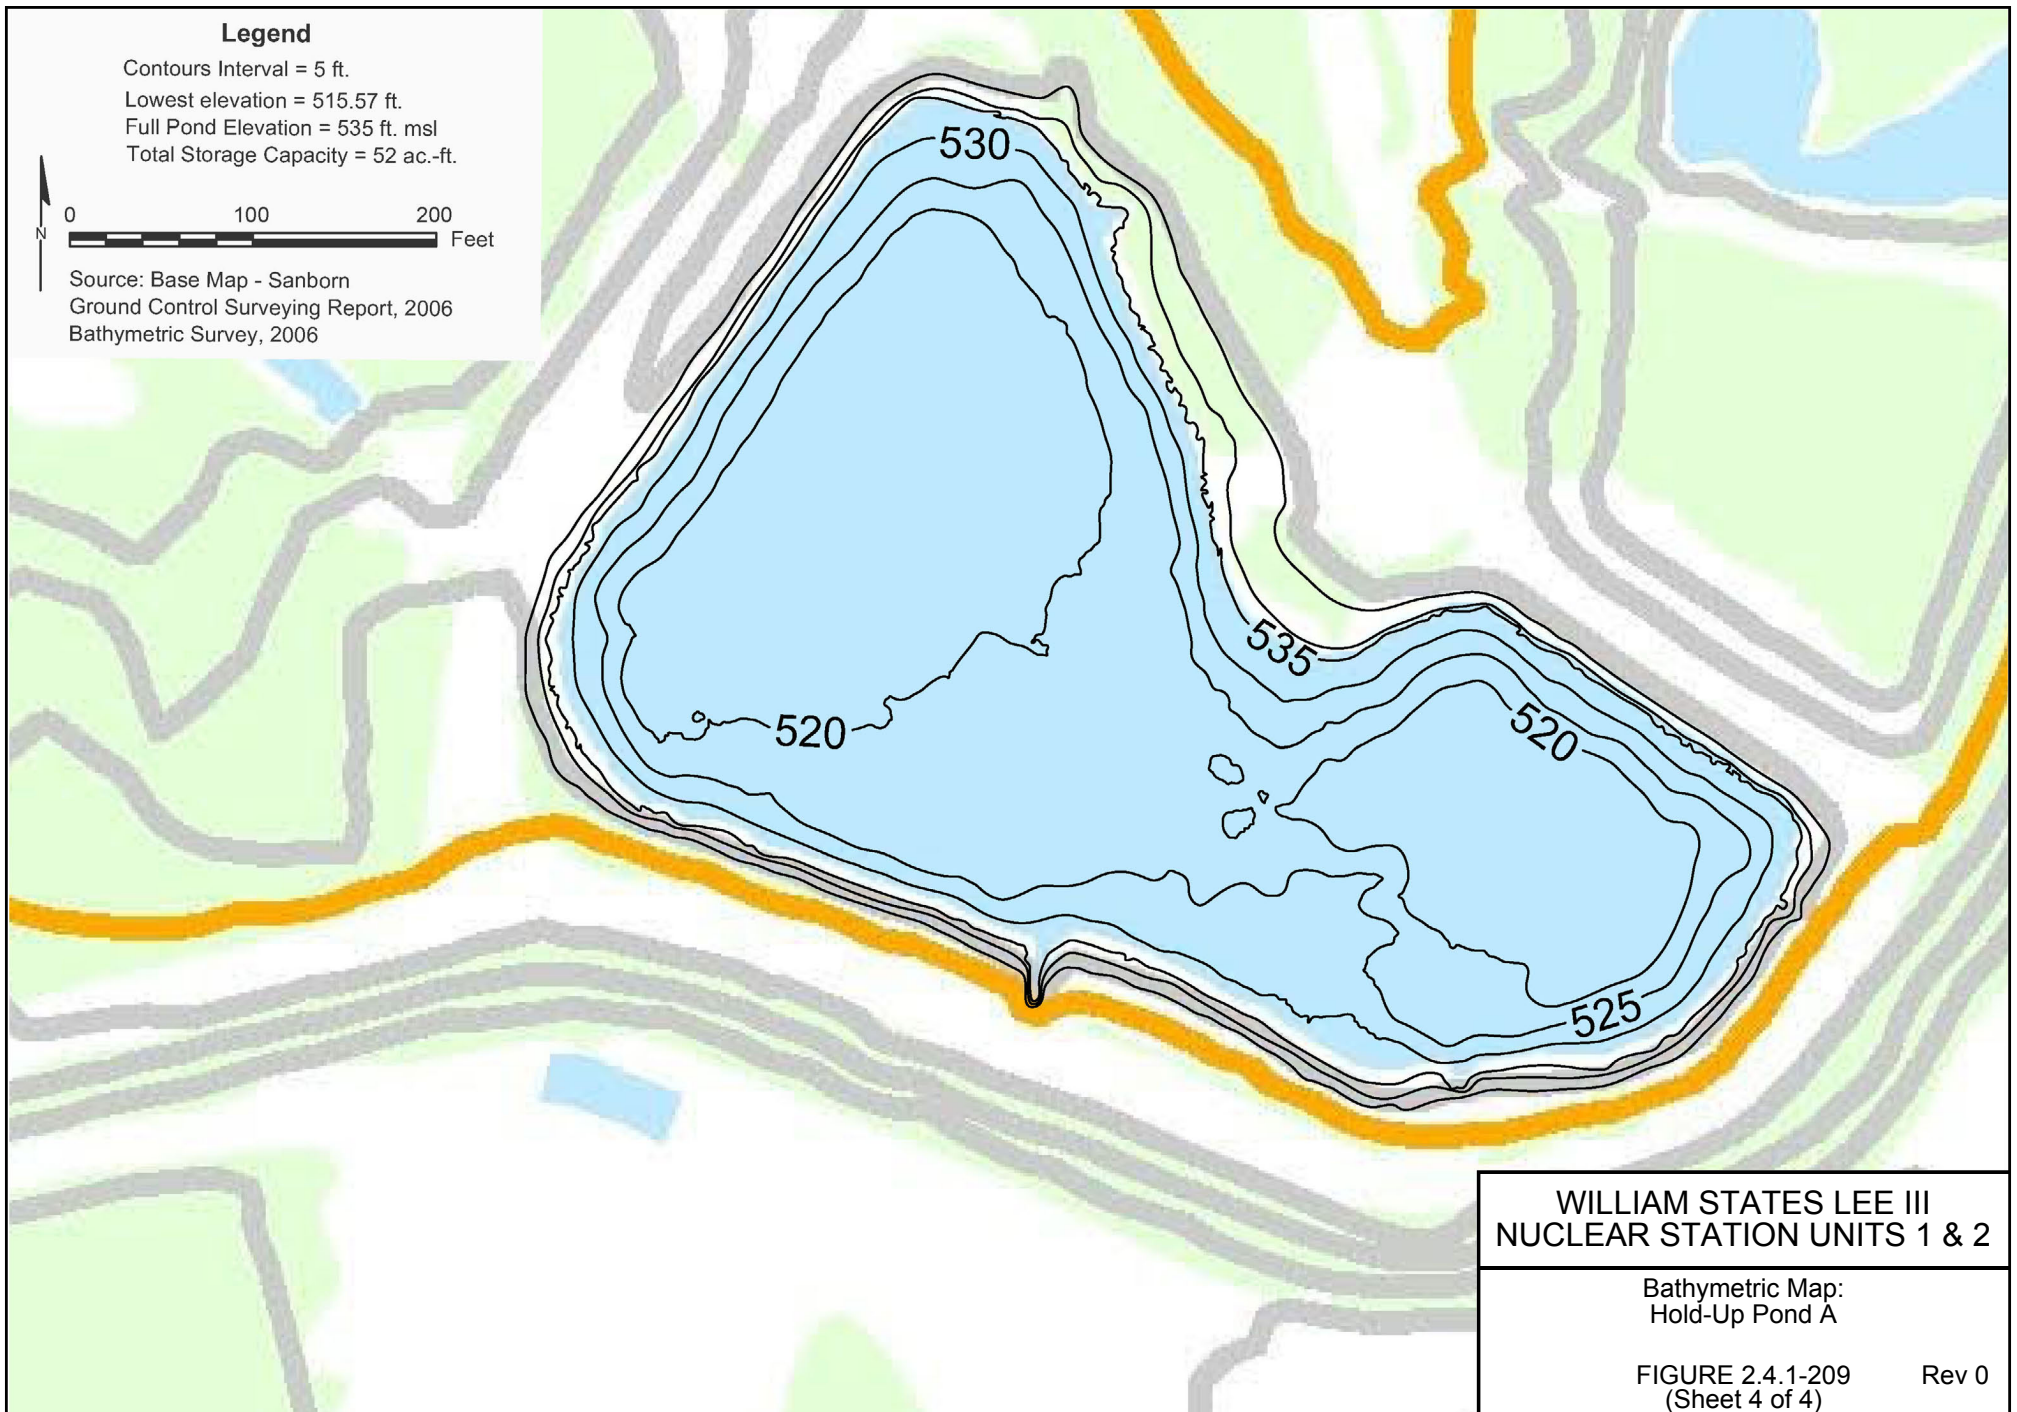 Legend
Contours Interval = 5 ft.
Lowest elevation = 515.57 ft.
Full Pond Elevation = 535 ft. msl
Total Storage Capacity = 52 ac.-ft.
0 100 200
N
Feet
Source: Base Map - Sanborn
Ground Control Surveying Report, 2006
Bathymetric Survey, 2006
530
535
520
520
525
WILLIAM STATES LEE III
NUCLEAR STATION UNITS 1 & 2
Bathymetric Map:
Hold-Up Pond A
FIGURE 2.4.1-209 Rev 0
(Sheet 4 of 4)